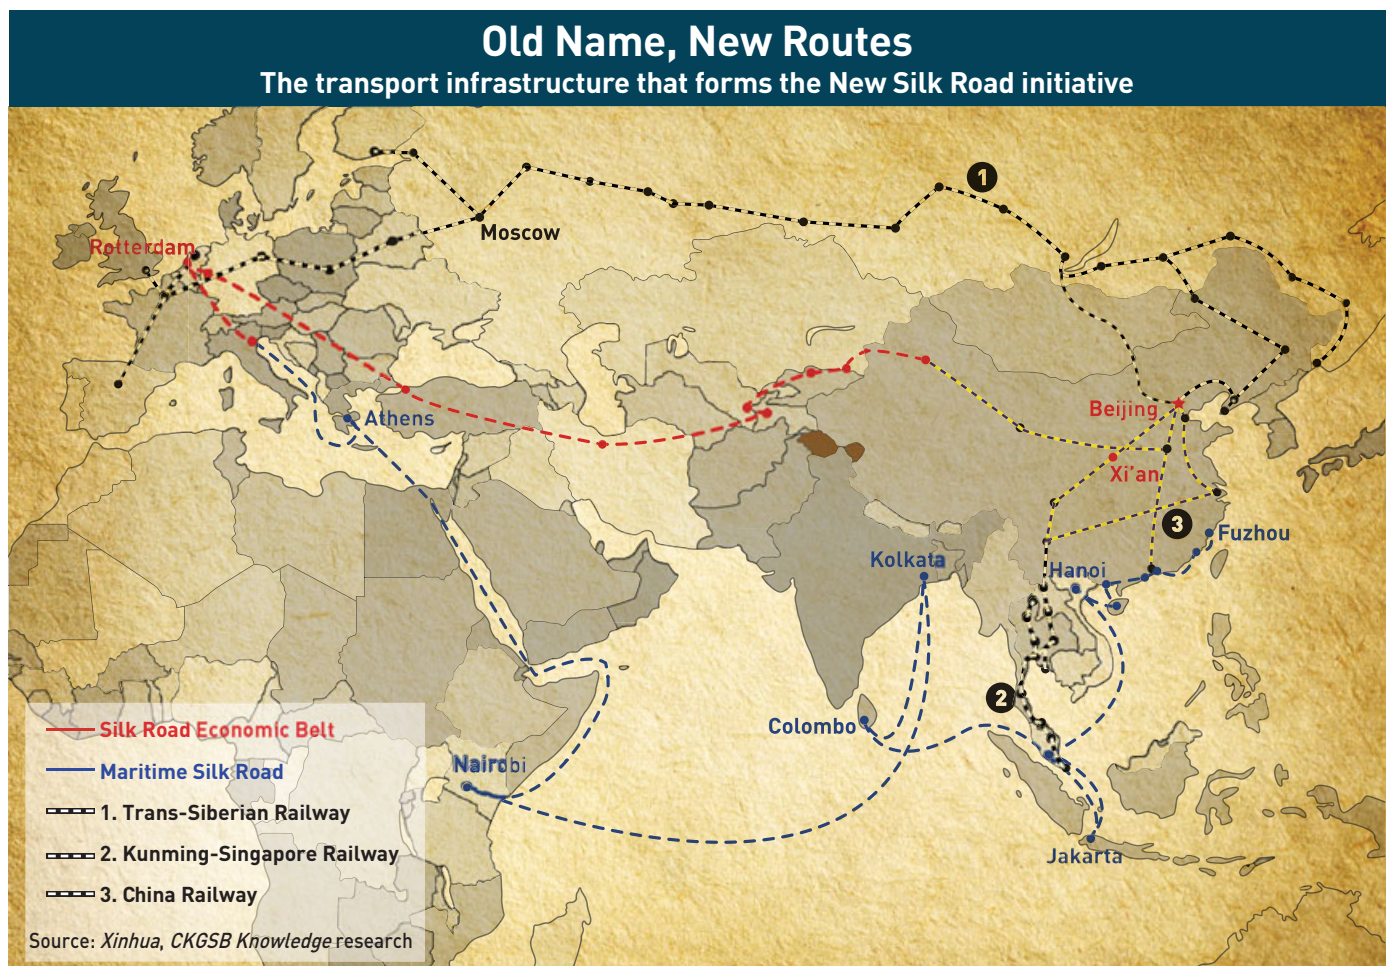 Old Name, New Routes
The transport infrastructure that forms the New Silk Road initiative
1
Moscow
Rotterdam
Beijing
Athens
Xi'an
3
Fuzhou
Kolkata
Hanoi
2
Colombo
Nairobi
Jakarta
Silk Road Economic Belt
Maritime Silk Road
1. Trans-Siberian Railway
2. Kunming-Singapore Railway
3. China Railway
Source: Xinhua, CKGSB Knowledge research